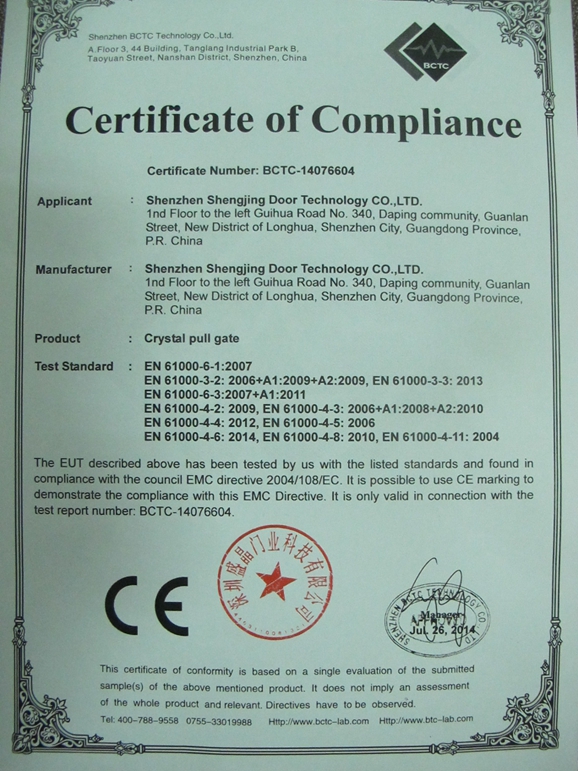 Shenzhen BCTC Technology Co.,Ltd.
A.Floor 3, 44 Building, Tanglang Industrial Park B,
Taoyuan Street, Nanshan District, Shenzhen, China
BCTC
Certificate of Compliance
Certificate Number: BCTC-14076604
Applicant : Shenzhen Shengjing Door Technology CO.,LTD.
1nd Floor to the left Guihua Road No. 340, Daping community, Guanlan
Street, New District of Longhua, Shenzhen City, Guangdong Province,
P.R. China
Manufacturer : Shenzhen Shengjing Door Technology CO.,LTD.
1nd Floor to the left Guihua Road No. 340, Daping community, Guanlan
Street, New District of Longhua, Shenzhen City, Guangdong Province,
P.R. China
Product : Crystal pull gate
Test Standard : EN 61000-6-1:2007
EN 61000-3-2: 2006+A1:2009+A2:2009, EN 61000-3-3: 2013
EN 61000-6-3:2007+A1:2011
EN 61000-4-2: 2009, EN 61000-4-3: 2006+A1:2008+A2:2010
EN 61000-4-4: 2012, EN 61000-4-5: 2006
EN 61000-4-6: 2014, EN 61000-4-8: 2010, EN 61000-4-11: 2004
The EUT described above has been tested by us with the listed standards and found in
compliance with the council EMC directive 2004/108/EC. It is possible to use CE marking to
demonstrate the compliance with this EMC Directive. It is only valid in connection with the
test report number: BCTC-14076604.
CE
深圳盛晶门业科技有限公司
SHENZHEN BCTC TECHNOLOGY CO., LTD.
Manager
APPROVED
Jul. 26, 2014
This certificate of conformity is based on a single evaluation of the submitted
sample(s) of the above mentioned product. It does not imply an assessment
of the whole product and relevant. Directives have to be observed.
Tel: 400-788-9558 0755-33019988 Http://www.bctc-lab.com Http://www.btc-lab.com